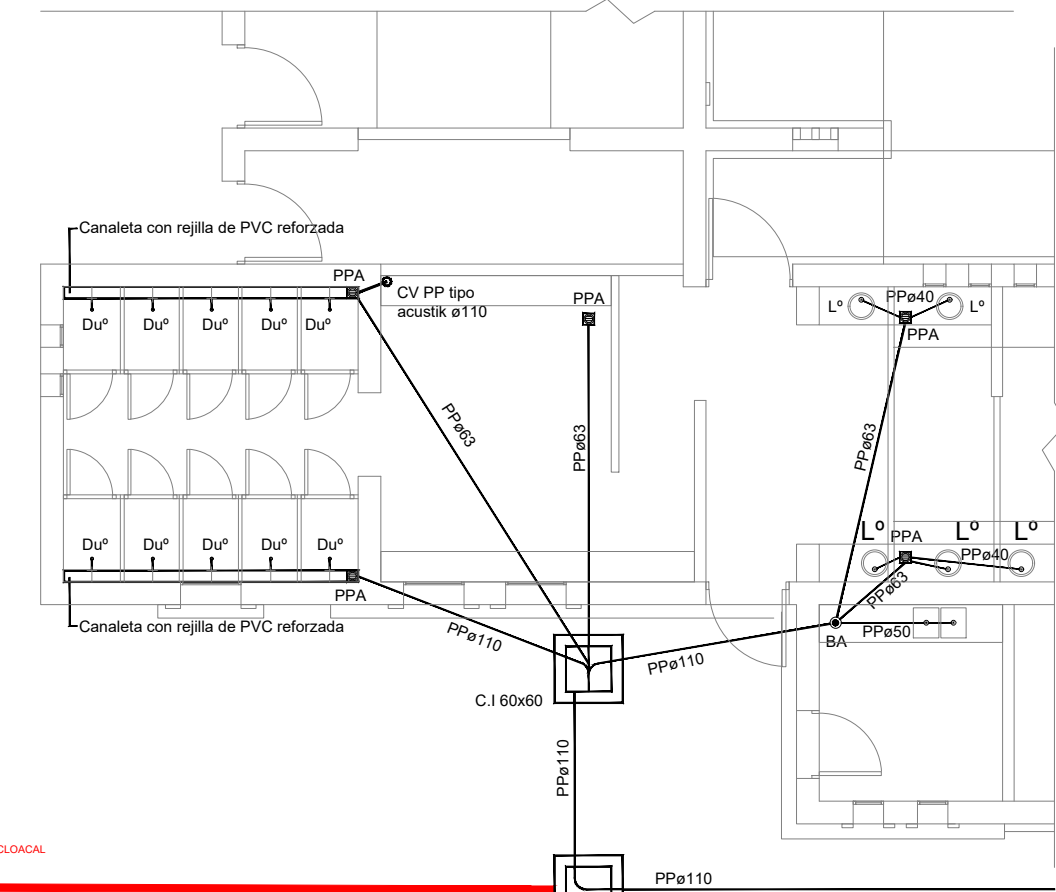 Canaleta con rejilla de PVC reforzada
PPA
CV PP tipo
acustik ø110
PPA
PPø40
Lº
Lº
PPA
Duº
Duº
Duº
Duº
Duº
PPø63
PPø63
PPø63
Lº
PPA
Lº
Lº
PPø40
Duº
Duº
Duº
Duº
Duº
PPA
PPø63
Canaleta con rejilla de PVC reforzada
PPø110
PPø110
BA
PPø50
C.I 60x60
PPø110
CLOACAL
PPø110